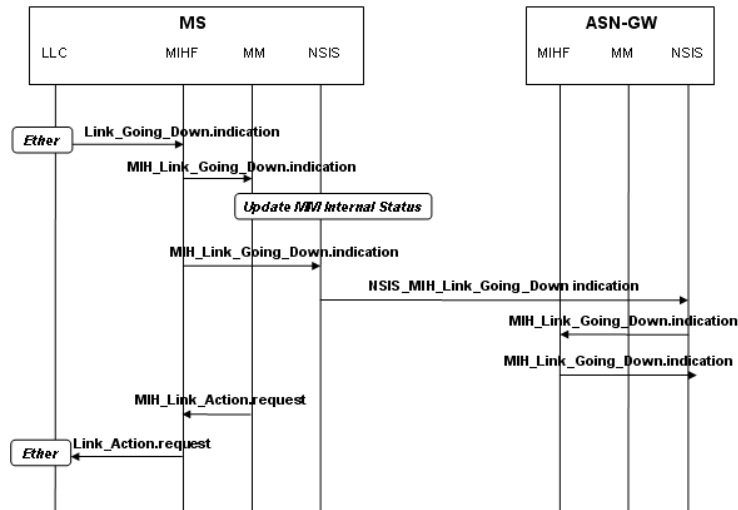 MS
ASN-GW
LLC MIHF MM NSIS
MIHF MM NSIS
Ether
Link_Going_Down.indication
MIH_Link_Going_Down.indication
Update MM Internal Status
MIH_Link_Going_Down.indication
NSIS_MIH_Link_Going_Down indication
MIH_Link_Going_Down.indication
MIH_Link_Going_Down.indication
MIH_Link_Action.request
Ether
Link_Action.request